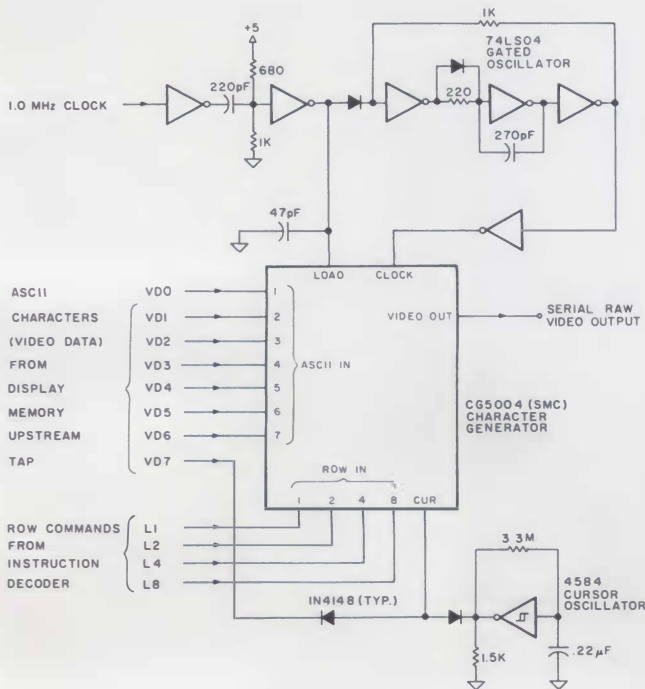 1K
+5
74LS04
GATED
OSCILLATOR
680
220pF
1.0 MHz CLOCK
220
1K
270pF
47pF
LOAD CLOCK
ASCII VD0 1
VIDEO OUT
SERIAL RAW
VIDEO OUTPUT
CHARACTERS VD1 2
(VIDEO DATA) VD2 3
FROM VD3 4
ASCII IN
DISPLAY VD4 5
MEMORY VD5 6
UPSTREAM VD6 7
TAP VD7
CG5004 (SMC)
CHARACTER
GENERATOR
ROW IN
1 2 4 8 CUR
ROW COMMANDS L1
FROM L2
INSTRUCTION L4
DECODER L8
3.3M
4584
CURSOR
OSCILLATOR
1N4148 (TYP.)
1.5K
.22µF